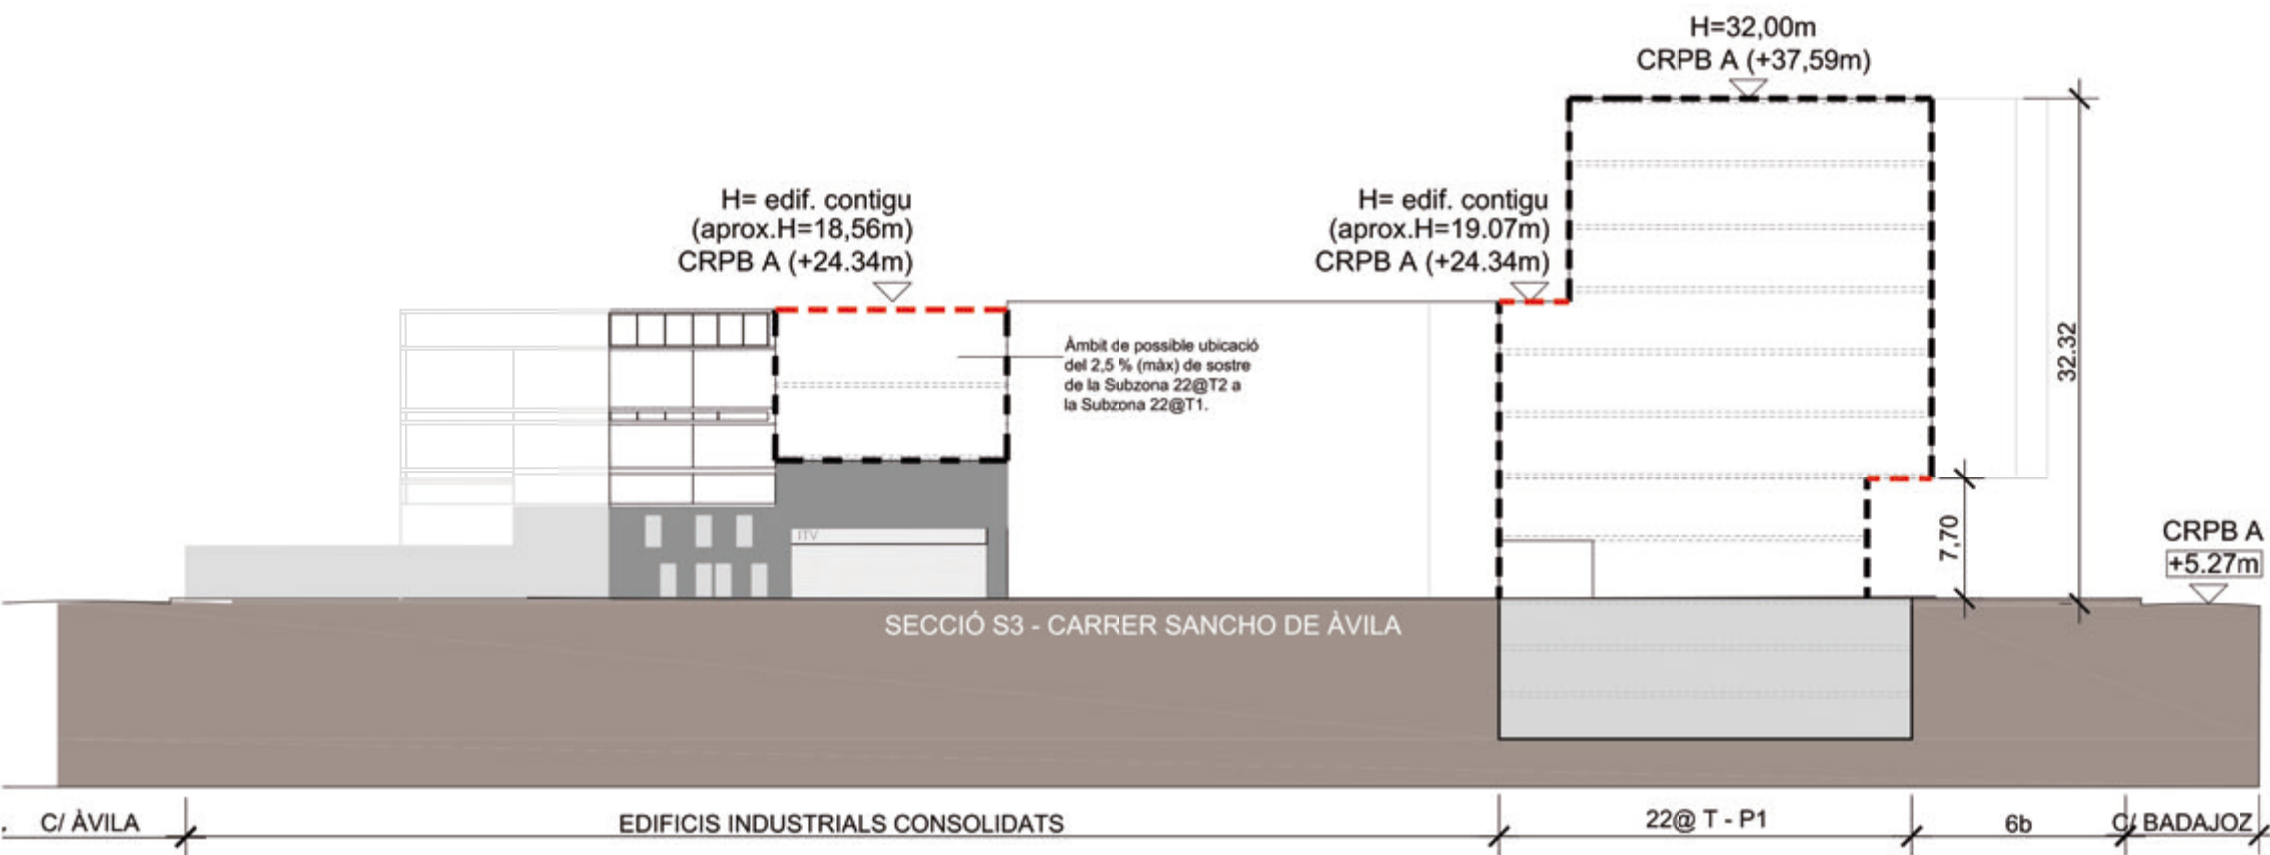 H=32,00m
CRPB A (+37,59m)
H= edif. contigu
(aprox.H=18,56m)
CRPB A (+24.34m)
H= edif. contigu
(aprox.H=19.07m)
CRPB A (+24.34m)
Àmbit de possible ubicació
del 2,5 % (màx) de sostre
de la Subzona 22@T2 a
la Subzona 22@T1.
32.32
7,70
CRPB A
+5.27m
ITV
SECCIÓ S3 - CARRER SANCHO DE ÀVILA
C/ ÀVILA
EDIFICIS INDUSTRIALS CONSOLIDATS
22@ T - P1
6b
C/ BADAJOZ